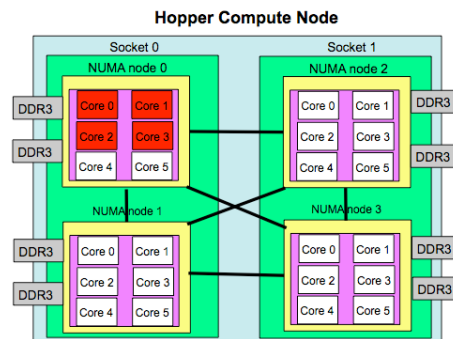 Hopper Compute Node
Socket 0
Socket 1
NUMA node 0
DDR3
DDR3
Core 0 Core 1
Core 2 Core 3
Core 4 Core 5
NUMA node 2
Core 0 Core 1
Core 2 Core 3
Core 4 Core 5
DDR3
DDR3
NUMA node 1
DDR3
DDR3
Core 0 Core 1
Core 2 Core 3
Core 4 Core 5
NUMA node 3
Core 0 Core 1
Core 2 Core 3
Core 4 Core 5
DDR3
DDR3